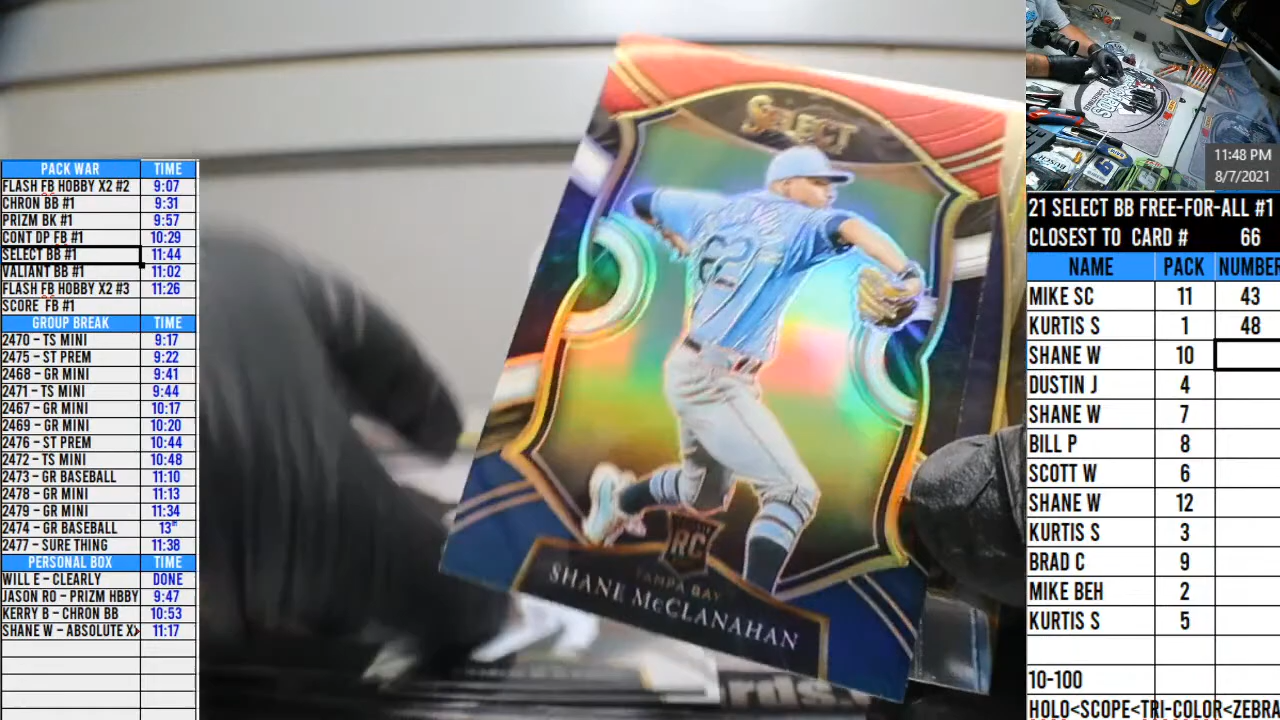 PACK WAR TIME
FLASH FB HOBBY X2 #2 9:07
CHRON BB #1 9:31
PRIZM BK #1 9:57
CONT DP FB #1 10:29
SELECT BB #1 11:44
VALIANT BB #1 11:02
FLASH FB HOBBY X2 #3 11:26
SCORE FB #1
GROUP BREAK TIME
2470 - TS MINI 9:17
2475 - ST PREM 9:22
2468 - GR MINI 9:41
2471 - TS MINI 9:44
2467 - GR MINI 10:17
2469 - GR MINI 10:20
2476 - ST PREM 10:44
2472 - TS MINI 10:48
2473 - GR BASEBALL 11:10
2478 - GR MINI 11:13
2479 - GR MINI 11:34
2474 - GR BASEBALL 13TH
2477 - SURE THING 11:38
PERSONAL BOX TIME
WILL E - CLEARLY DONE
JASON RO - PRIZM HBBY 9:47
KERRY B - CHRON BB 10:53
SHANE W - ABSOLUTE X 11:17
SELECT
22
RC
TAMPA BAY
SHANE McCLANAHAN
rds.
BUSCH
11:48 PM
8/7/2021
21 SELECT BB FREE-FOR-ALL #1
CLOSEST TO CARD # 66
NAME PACK NUMBER
MIKE SC 11 43
KURTIS S 1 48
SHANE W 10
DUSTIN J 4
SHANE W 7
BILL P 8
SCOTT W 6
SHANE W 12
KURTIS S 3
BRAD C 9
MIKE BEH 2
KURTIS S 5
10-100
HOLO<SCOPE<TRI-COLOR<ZEBRA